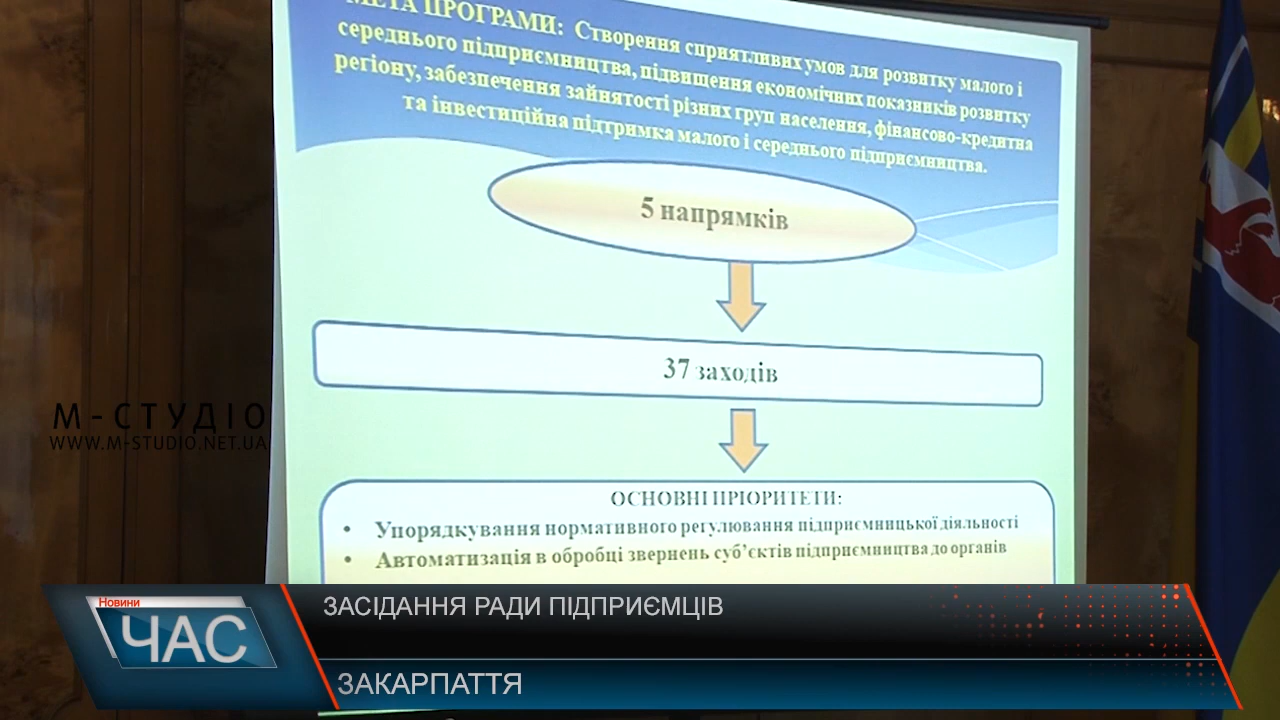 МЕТА ПРОГРАМИ: Створення сприятливих умов для розвитку малого і
середнього підприємництва, підвищення економічних показників розвитку
регіону, забезпечення зайнятості різних груп населення, фінансово-кредитна
та інвестиційна підтримка малого і середнього підприємництва.
5 напрямків
37 заходів
ОСНОВНІ ПРІОРИТЕТИ:
• Упорядкування нормативного регулювання підприємницької діяльності
• Автоматизація в обробці звернень суб’єктів підприємництва до органів
М-СТУДІО
WWW.M-STUDIO.NET.UA
Новини
ЧАС
ЗАСІДАННЯ РАДИ ПІДПРИЄМЦІВ
ЗАКАРПАТТЯ